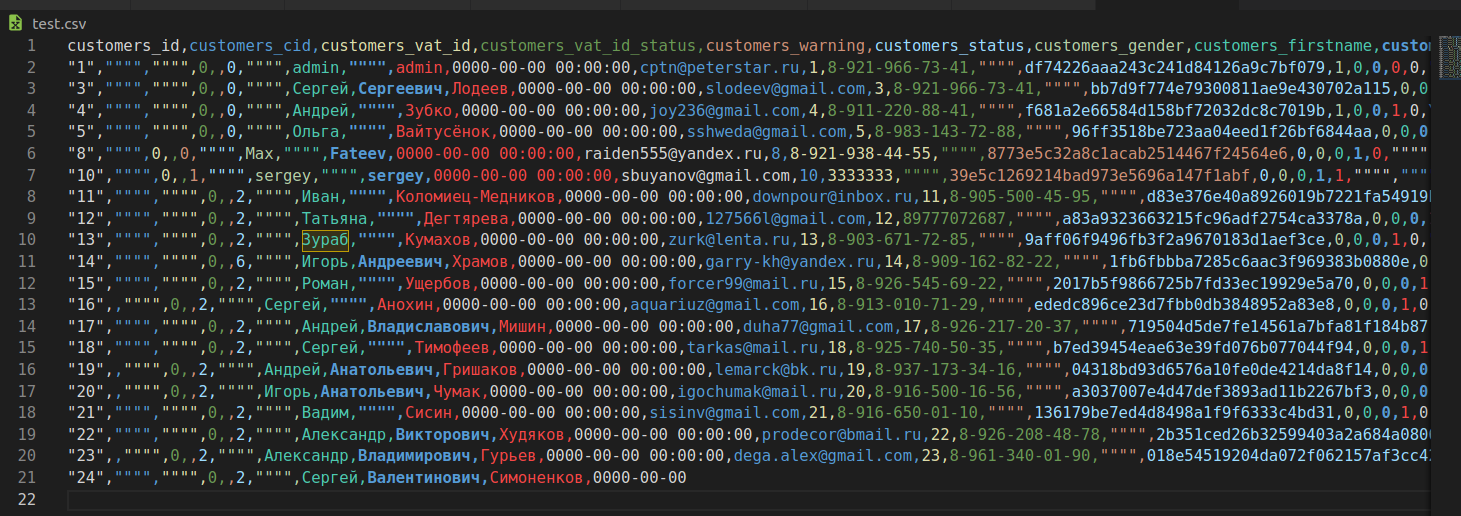 test.csv
1 customers_id,customers_cid,customers_vat_id,customers_vat_id_status,customers_warning,customers_status,customers_gender,customers_firstname,custom
2 "1","""","""",0,,0,"""",admin,"""",admin,0000-00-00 00:00:00,cptn@peterstar.ru,1,8-921-966-73-41,"""",df74226aaa243c241d84126a9c7bf079,1,0,0,0,
3 "3","""","""",0,,0,"""",Сергей,Сергеевич,Лодеев,0000-00-00 00:00:00,slodeev@gmail.com,3,8-921-966-73-41,"""",bb7d9f774e79300811ae9e430702a115,0,0
4 "4","""","""",0,,0,"""",Андрей,"""",Зубко,0000-00-00 00:00:00,joy236@gmail.com,4,8-911-220-88-41,"""",f681a2e66584d158bf72032dc8c7019b,1,0,0,1,0,
5 "5","""","""",0,,0,"""",Ольга,"""",Вайтусёнок,0000-00-00 00:00:00,sshweda@gmail.com,5,8-983-143-72-88,"""",96ff3518be723aa04eed1f26bf6844aa,0,0,0
6 "8","""",0,,0,"""",Max,"""",Fateev,0000-00-00 00:00:00,raiden555@yandex.ru,8,8-921-938-44-55,"""",8773e5c32a8c1acab2514467f24564e6,0,0,0,1,0,""""
7 "10","""",0,,1,"""",sergey,"""",sergey,0000-00-00 00:00:00,sbuyanov@gmail.com,10,3333333,"""",39e5c1269214bad973e5696a147f1abf,0,0,0,1,1,"""",""""
8 "11","""","""",0,,2,"""",Иван,"""",Коломиец-Медников,0000-00-00 00:00:00,downpour@inbox.ru,11,8-905-500-45-95,"""",d83e376e40a8926019b7221fa54919
9 "12","""","""",0,,2,"""",Татьяна,"""",Дегтярева,0000-00-00 00:00:00,127566l@gmail.com,12,89777072687,"""",a83a9323663215fc96adf2754ca3378a,0,0,0,
10 "13","""","""",0,,2,"""",Зураб,"""",Кумахов,0000-00-00 00:00:00,zurk@lenta.ru,13,8-903-671-72-85,"""",9aff06f9496fb3f2a9670183d1aef3ce,0,0,0,1,0,
11 "14","""","""",0,,6,"""",Игорь,Андреевич,Храмов,0000-00-00 00:00:00,garry-kh@yandex.ru,14,8-909-162-82-22,"""",1fb6fbbba7285c6aac3f969383b0880e,0
12 "15","""","""",0,,2,"""",Роман,"""",Ущербов,0000-00-00 00:00:00,forcer99@mail.ru,15,8-926-545-69-22,"""",2017b5f9866725b7fd33ec19929e5a70,0,0,0,1
13 "16",,"""",0,,2,"""",Сергей,"""",Анохин,0000-00-00 00:00:00,aquariuz@gmail.com,16,8-913-010-71-29,"""",ededc896ce23d7fbb0db3848952a83e8,0,0,0,1,0
14 "17","""","""",0,,2,"""",Андрей,Владиславович,Мишин,0000-00-00 00:00:00,duha77@gmail.com,17,8-926-217-20-37,"""",719504d5de7fe14561a7bfa81f184b87
15 "18","""","""",0,,2,"""",Сергей,"""",Тимофеев,0000-00-00 00:00:00,tarkas@mail.ru,18,8-925-740-50-35,"""",b7ed39454eae63e39fd076b077044f94,0,0,0,1
16 "19",,"""",0,,2,"""",Андрей,Анатольевич,Гришаков,0000-00-00 00:00:00,lemarck@bk.ru,19,8-937-173-34-16,"""",04318bd93d6576a10fe0de4214da8f14,0,0,0
17 "20",,"""",0,,2,"""",Игорь,Анатольевич,Чумак,0000-00-00 00:00:00,igochumak@mail.ru,20,8-916-500-16-56,"""",a3037007e4d47def3893ad11b2267bf3,0,0,0
18 "21","""","""",0,,2,"""",Вадим,"""",Сисин,0000-00-00 00:00:00,sisinv@gmail.com,21,8-916-650-01-10,"""",136179be7ed4d8498a1f9f6333c4bd31,0,0,0,1,0
19 "22","""","""",0,,2,"""",Александр,Викторович,Худяков,0000-00-00 00:00:00,prodecor@bmail.ru,22,8-926-208-48-78,"""",2b351ced26b32599403a2a684a080
20 "23",,"""",0,,2,"""",Александр,Владимирович,Гурьев,0000-00-00 00:00:00,dega.alex@gmail.com,23,8-961-340-01-90,"""",018e54519204da072f062157af3cc4
21 "24","""","""",0,,2,"""",Сергей,Валентинович,Симоненков,0000-00-00
22